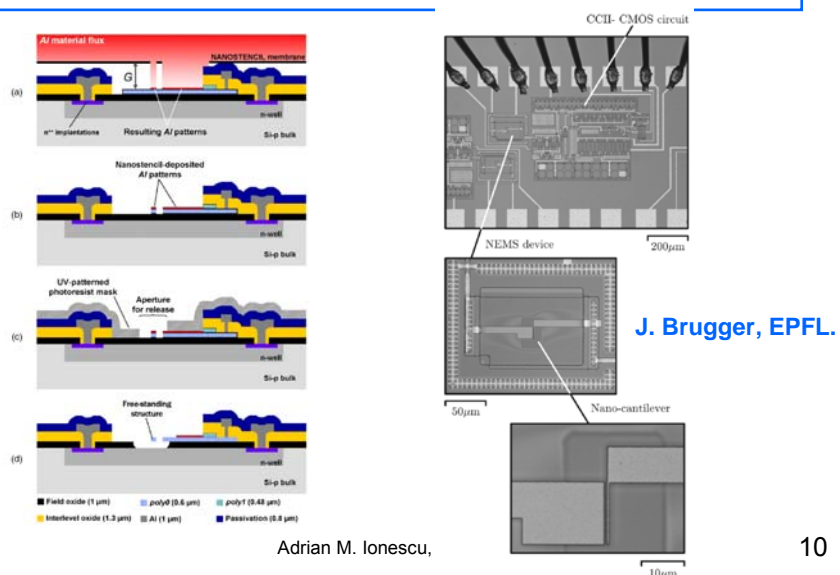 Al material flux
NANOSTENCIL membrane
G
(a)
n-well
n⁺⁺ Implantations
Resulting Al patterns
Si-p bulk
Nanostencil-deposited
Al patterns
(b)
n-well
Si-p bulk
UV-patterned
photoresist mask
Aperture
for release
(c)
n-well
Si-p bulk
Free-standing
structure
(d)
n-well
Si-p bulk
Field oxide (1 µm)
poly0 (0.6 µm)
poly1 (0.48 µm)
Interlevel oxide (1.3 µm)
Al (1 µm)
Passivation (0.8 µm)
CCII- CMOS circuit
NEMS device
200µm
J. Brugger, EPFL.
50µm
Nano-cantilever
10µm
Adrian M. Ionescu,
10